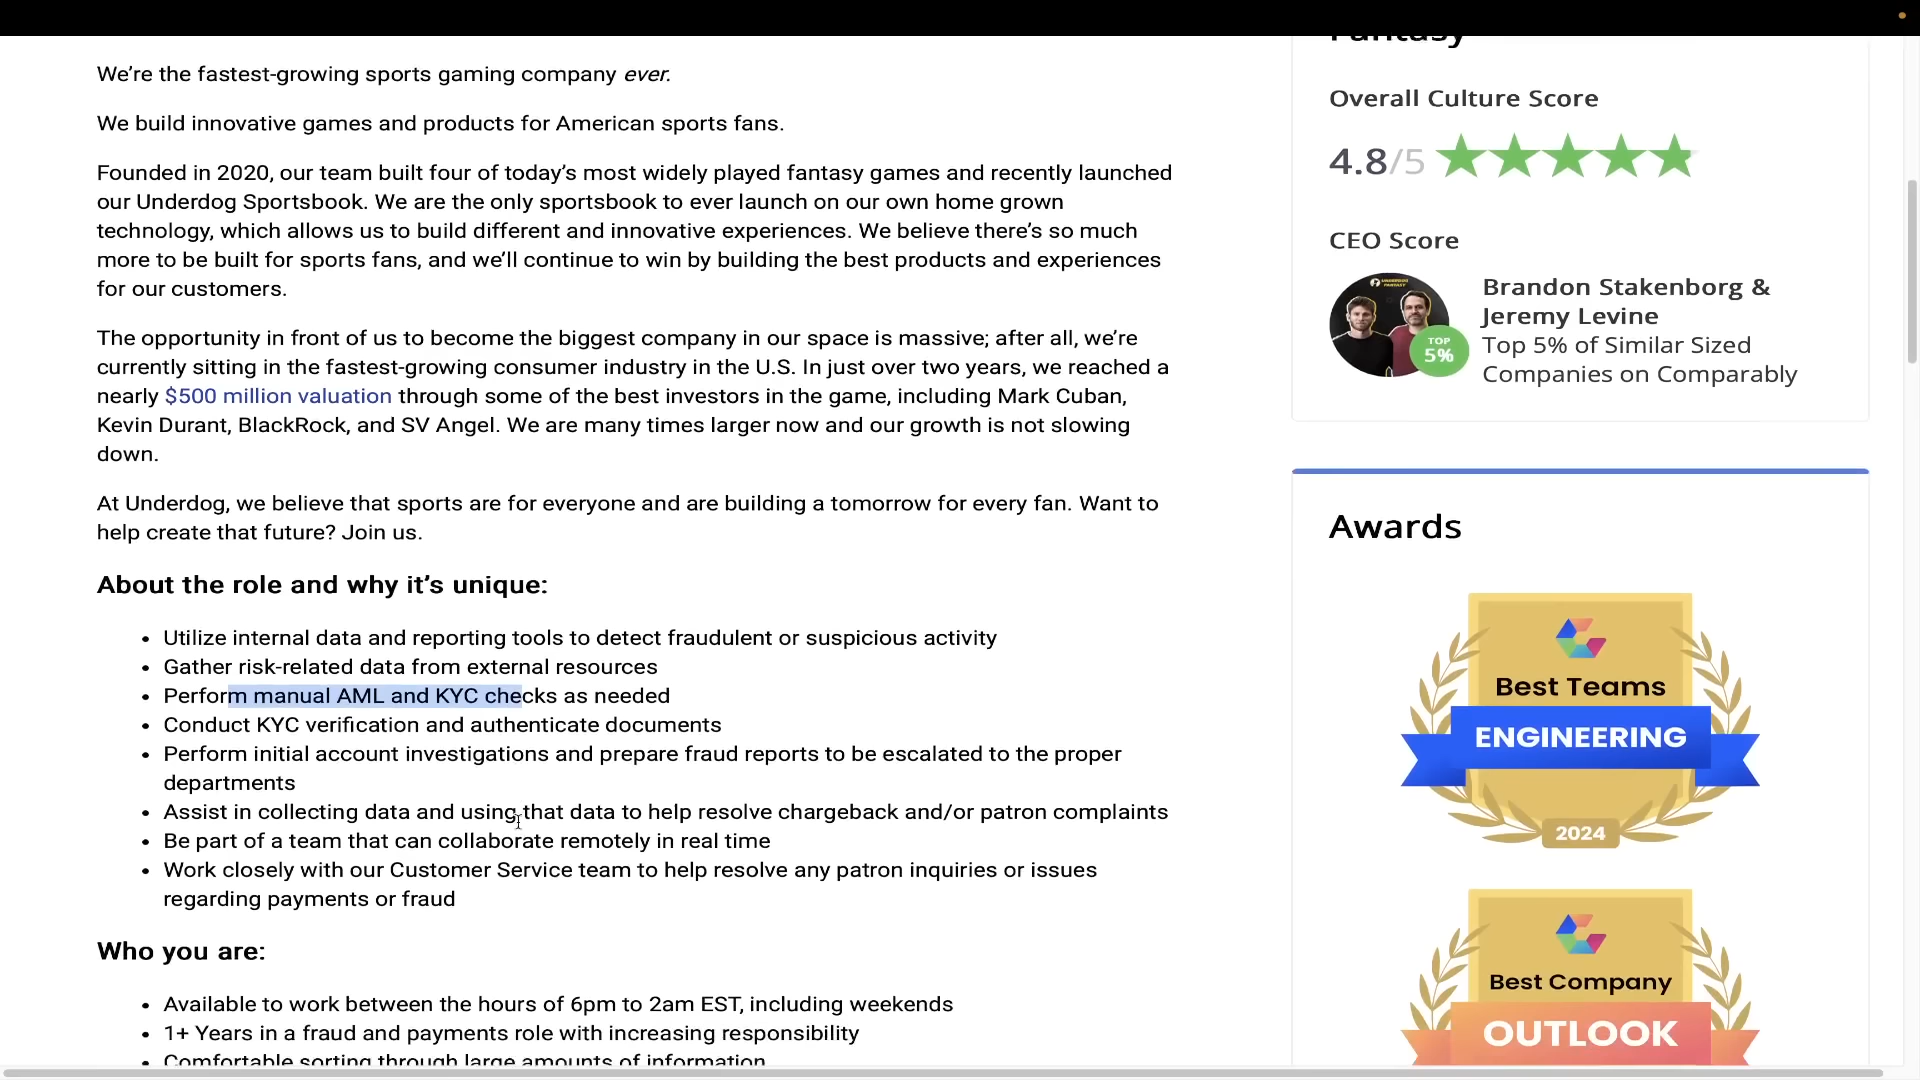 We’re the fastest-growing sports gaming company ever.
We build innovative games and products for American sports fans.
Founded in 2020, our team built four of today’s most widely played fantasy games and recently launched
our Underdog Sportsbook. We are the only sportsbook to ever launch on our own home grown
technology, which allows us to build different and innovative experiences. We believe there’s so much
more to be built for sports fans, and we’ll continue to win by building the best products and experiences
for our customers.
The opportunity in front of us to become the biggest company in our space is massive; after all, we’re
currently sitting in the fastest-growing consumer industry in the U.S. In just over two years, we reached a
nearly $500 million valuation through some of the best investors in the game, including Mark Cuban,
Kevin Durant, BlackRock, and SV Angel. We are many times larger now and our growth is not slowing
down.
At Underdog, we believe that sports are for everyone and are building a tomorrow for every fan. Want to
help create that future? Join us.
About the role and why it’s unique:
• Utilize internal data and reporting tools to detect fraudulent or suspicious activity
• Gather risk-related data from external resources
• Perform manual AML and KYC checks as needed
• Conduct KYC verification and authenticate documents
• Perform initial account investigations and prepare fraud reports to be escalated to the proper
departments
• Assist in collecting data and using that data to help resolve chargeback and/or patron complaints
• Be part of a team that can collaborate remotely in real time
• Work closely with our Customer Service team to help resolve any patron inquiries or issues
regarding payments or fraud
Who you are:
• Available to work between the hours of 6pm to 2am EST, including weekends
• 1+ Years in a fraud and payments role with increasing responsibility
• Comfortable sorting through large amounts of information
Fantasy
Overall Culture Score
4.8/5
CEO Score
TOP
5%
Brandon Stakenborg &
Jeremy Levine
Top 5% of Similar Sized
Companies on Comparably
Awards
Best Teams
ENGINEERING
2024
Best Company
OUTLOOK